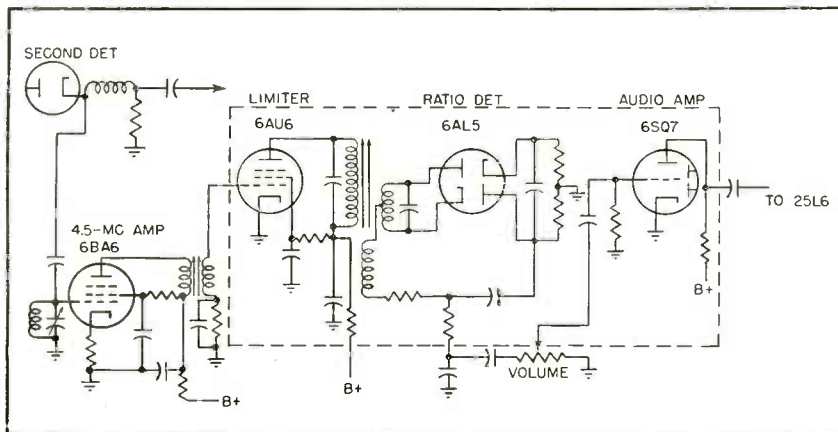 SECOND DET
LIMITER
RATIO DET
AUDIO AMP
6AU6
6AL5
6SQ7
TO 25L6
4.5-MC AMP
6BA6
B+
B+
B+
VOLUME